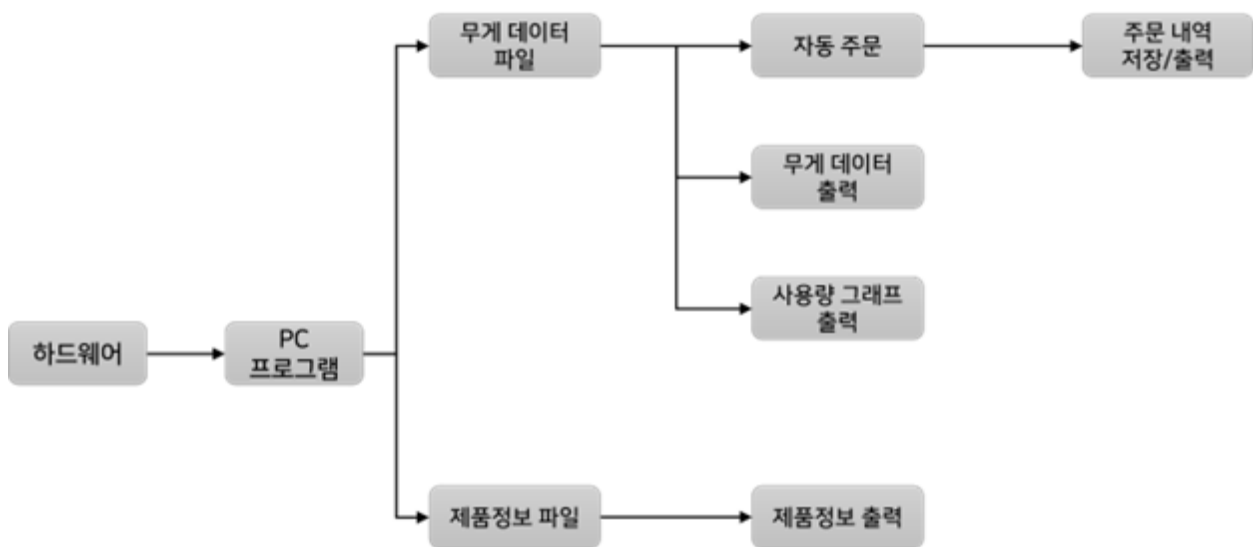 무게 데이터
파일
자동 주문
주문 내역
저장/출력
무게 데이터
출력
사용량 그래프
출력
하드웨어
PC
프로그램
제품정보 파일
제품정보 출력